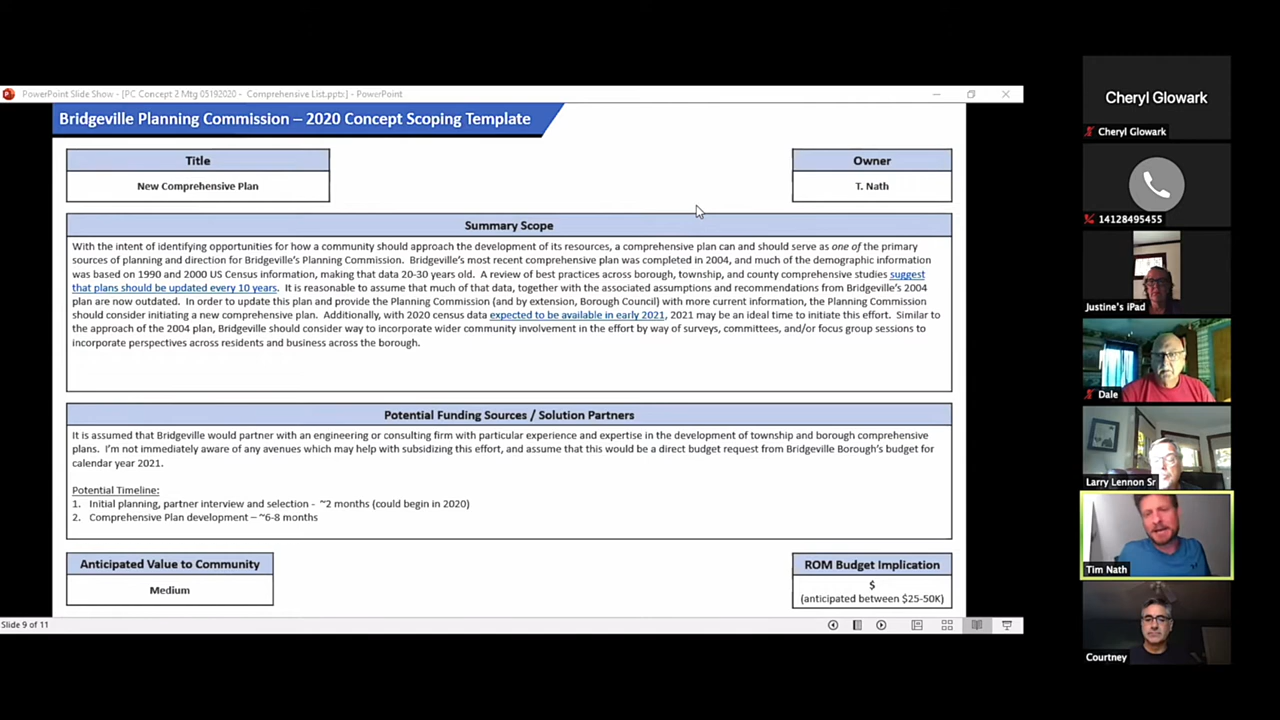 PowerPoint Slide Show - [PC Concept 2 Mtg 05192020 - Comprehensive List.pptx] - PowerPoint
Bridgeville Planning Commission – 2020 Concept Scoping Template
Title
New Comprehensive Plan
Owner
T. Nath
Summary Scope
With the intent of identifying opportunities for how a community should approach the development of its resources, a comprehensive plan can and should serve as one of the primary
sources of planning and direction for Bridgeville's Planning Commission. Bridgeville's most recent comprehensive plan was completed in 2004, and much of the demographic information
was based on 1990 and 2000 US Census information, making that data 20-30 years old. A review of best practices across borough, township, and county comprehensive studies suggest
that plans should be updated every 10 years. It is reasonable to assume that much of that data, together with the associated assumptions and recommendations from Bridgeville's 2004
plan are now outdated. In order to update this plan and provide the Planning Commission (and by extension, Borough Council) with more current information, the Planning Commission
should consider initiating a new comprehensive plan. Additionally, with 2020 census data expected to be available in early 2021, 2021 may be an ideal time to initiate this effort. Similar to
the approach of the 2004 plan, Bridgeville should consider way to incorporate wider community involvement in the effort by way of surveys, committees, and/or focus group sessions to
incorporate perspectives across residents and business across the borough.
Potential Funding Sources / Solution Partners
It is assumed that Bridgeville would partner with an engineering or consulting firm with particular experience and expertise in the development of township and borough comprehensive
plans. I'm not immediately aware of any avenues which may help with subsidizing this effort, and assume that this would be a direct budget request from Bridgeville Borough's budget for
calendar year 2021.
Potential Timeline:
1. Initial planning, partner interview and selection - ~2 months (could begin in 2020)
2. Comprehensive Plan development – ~6-8 months
Anticipated Value to Community
Medium
ROM Budget Implication
$
(anticipated between $25-50K)
Slide 9 of 11
Cheryl Glowark
Cheryl Glowark
14128495455
Justine's iPad
Dale
Larry Lennon Sr
Tim Nath
Courtney